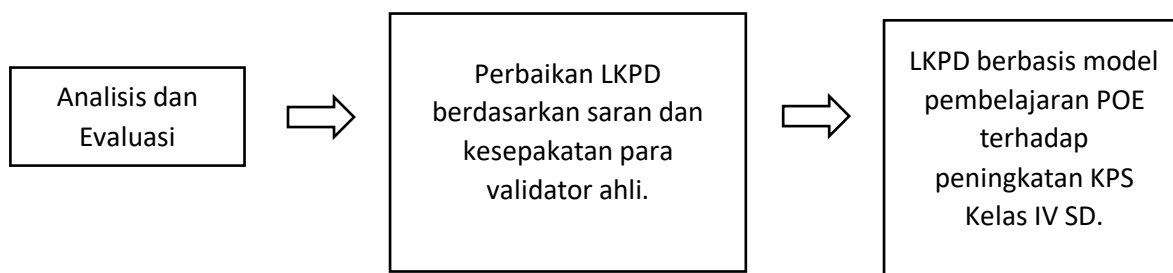 Analisis dan
Evaluasi
Perbaikan LKPD
berdasarkan saran dan
kesepakatan para
validator ahli.
LKPD berbasis model
pembelajaran POE
terhadap
peningkatan KPS
Kelas IV SD.